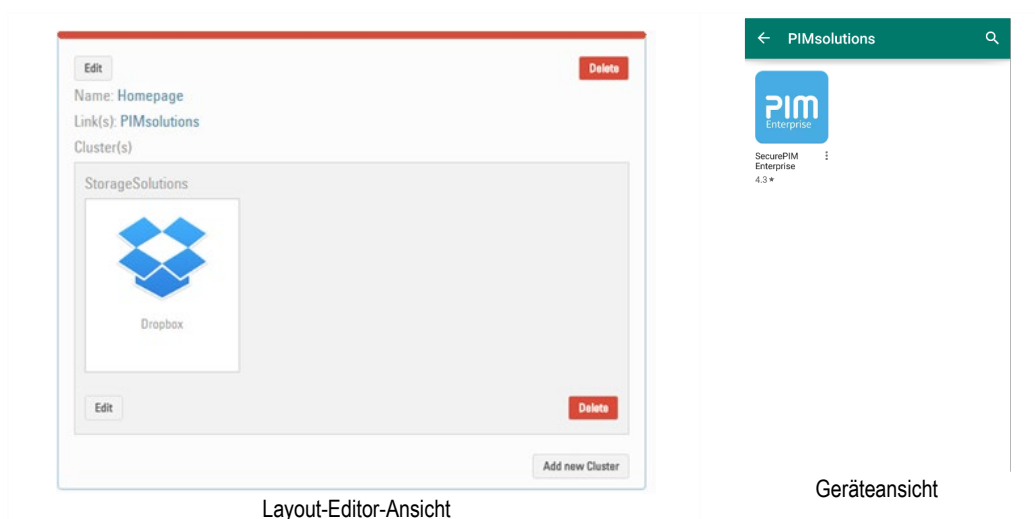 Edit
Delete
Name: Homepage
Link(s): PIMsolutions
Cluster(s)
StorageSolutions
Dropbox
Edit
Delete
Add new Cluster
Layout-Editor-Ansicht
PIMsolutions
PIM
Enterprise
SecurePIM
Enterprise
4.3★
Geräteansicht